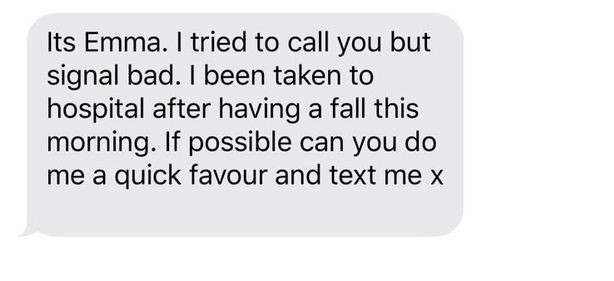 Its Emma. I tried to call you but
signal bad. I been taken to
hospital after having a fall this
morning. If possible can you do
me a quick favour and text me x